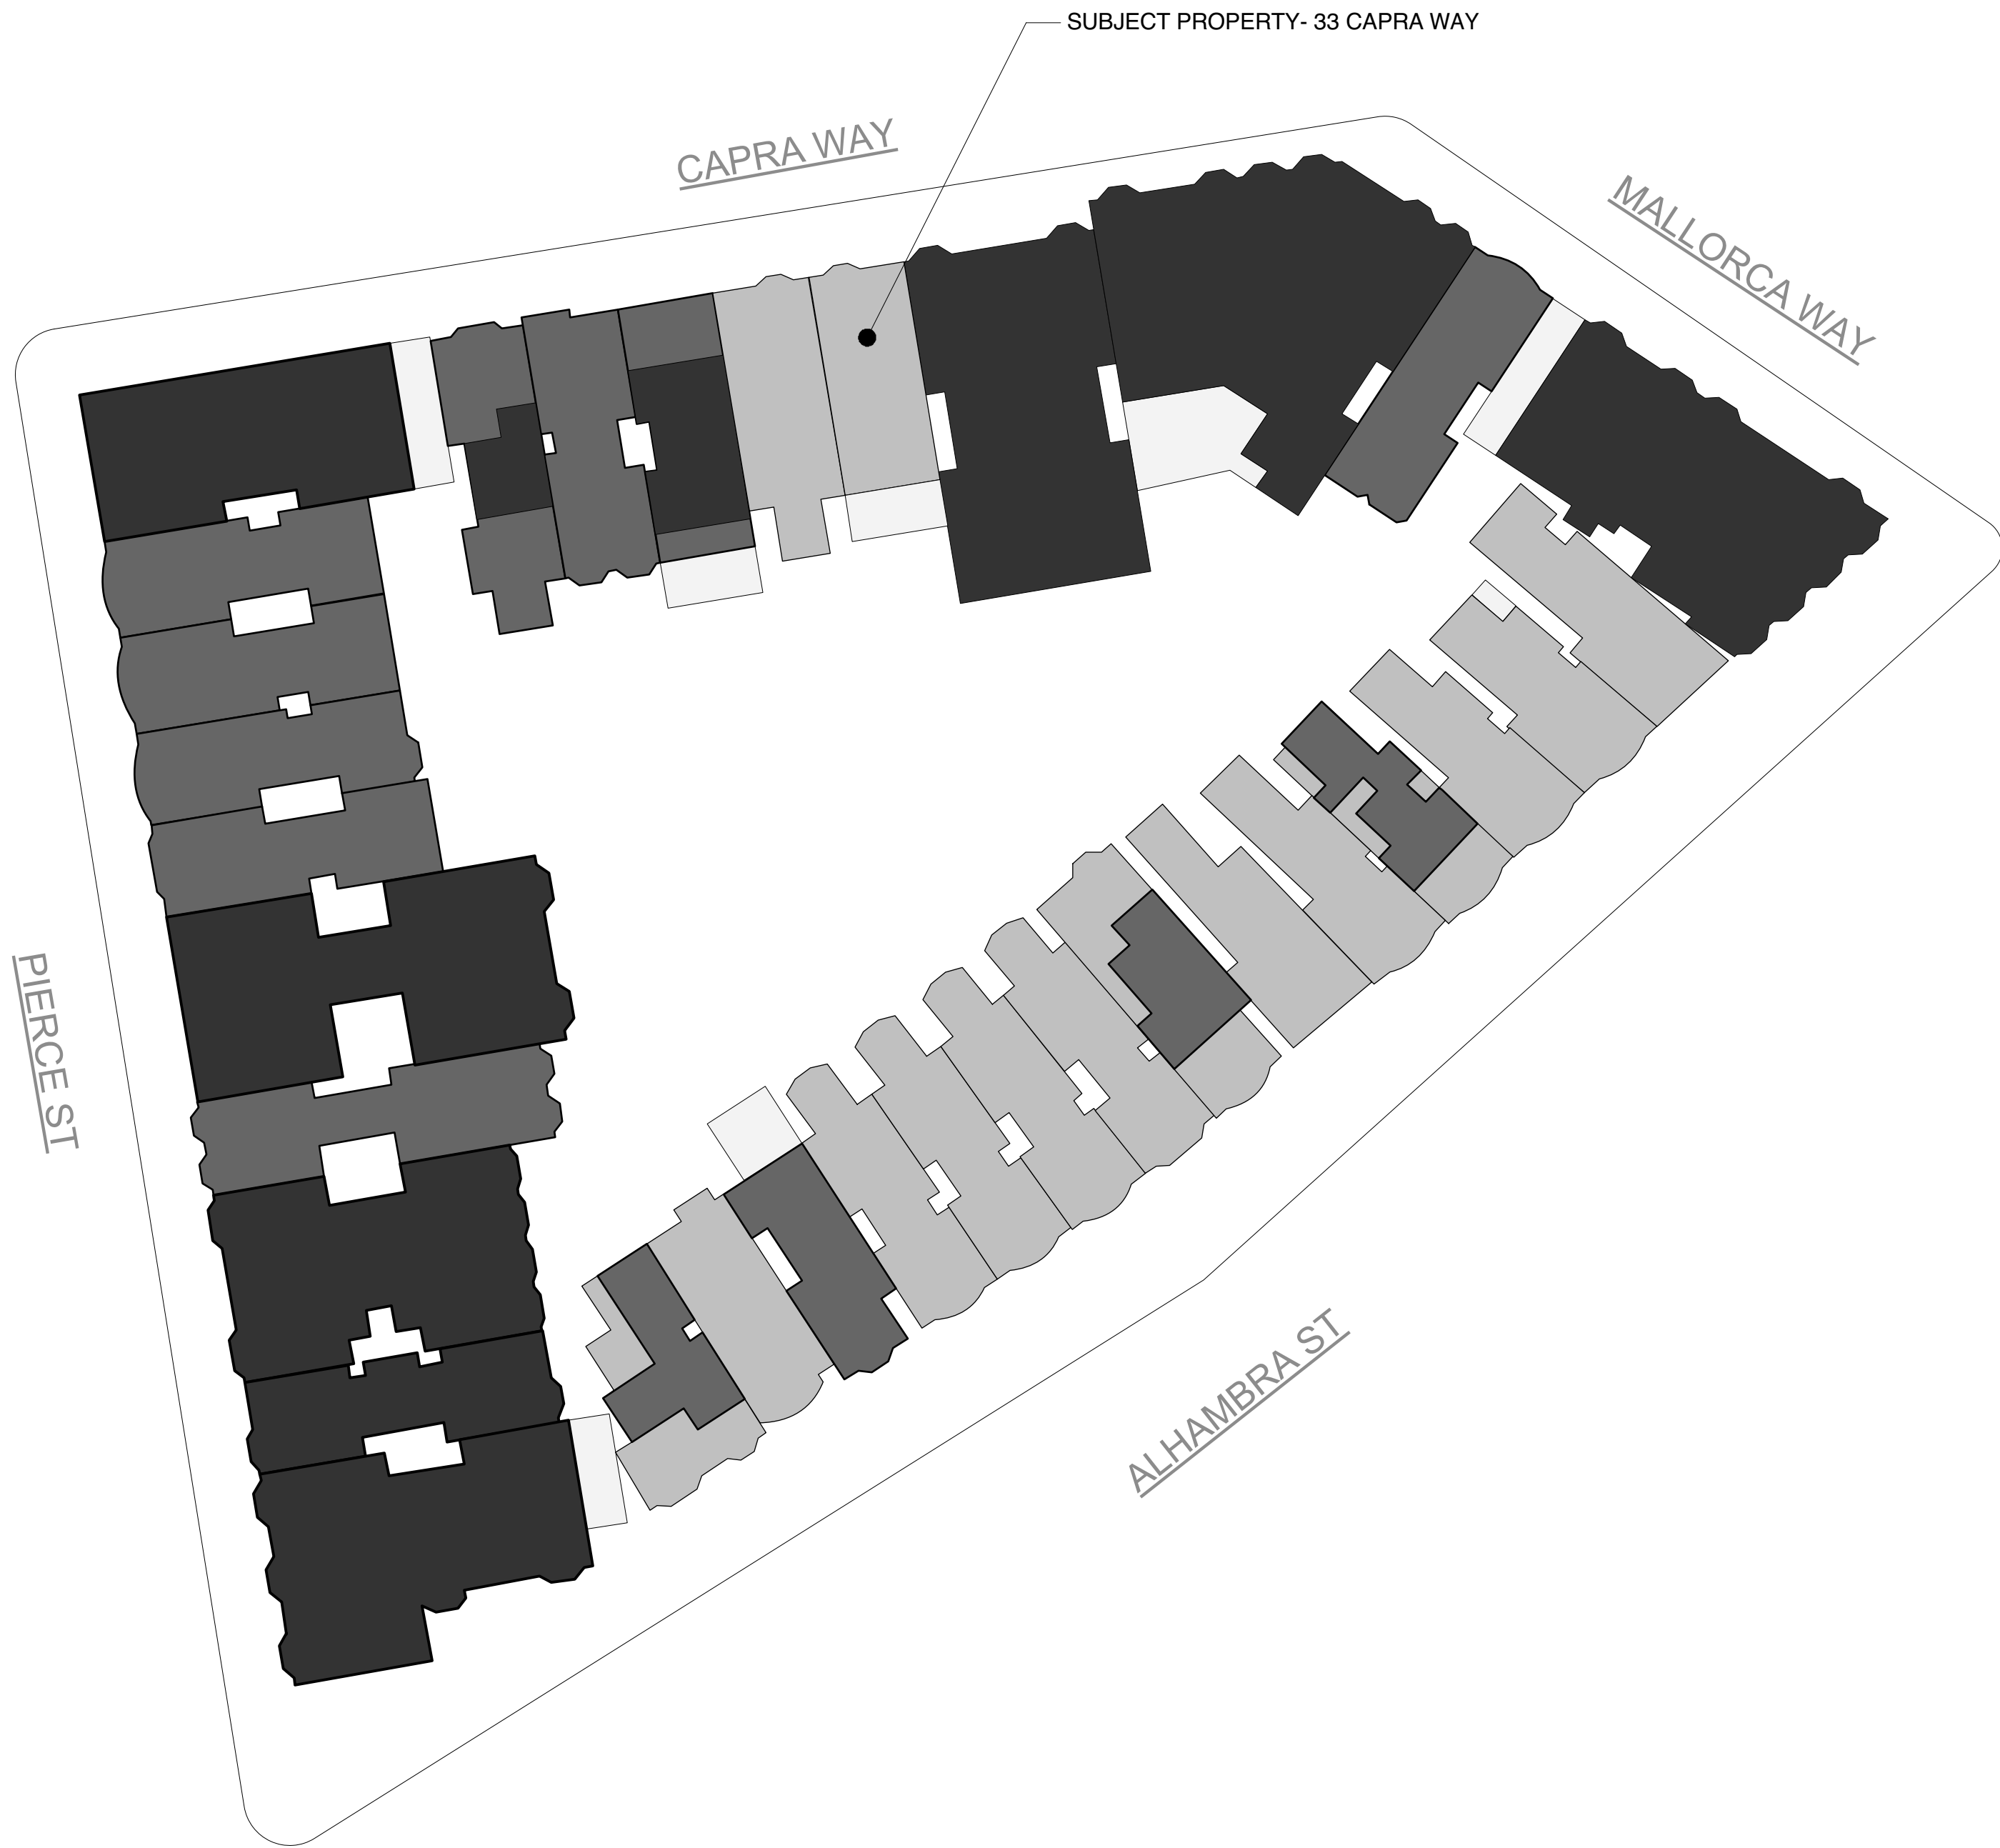 SUBJECT PROPERTY- 33 CAPRA WAY
CAPRA WAY
MALLORCA WAY
PIERCE ST
ALHAMBRA ST